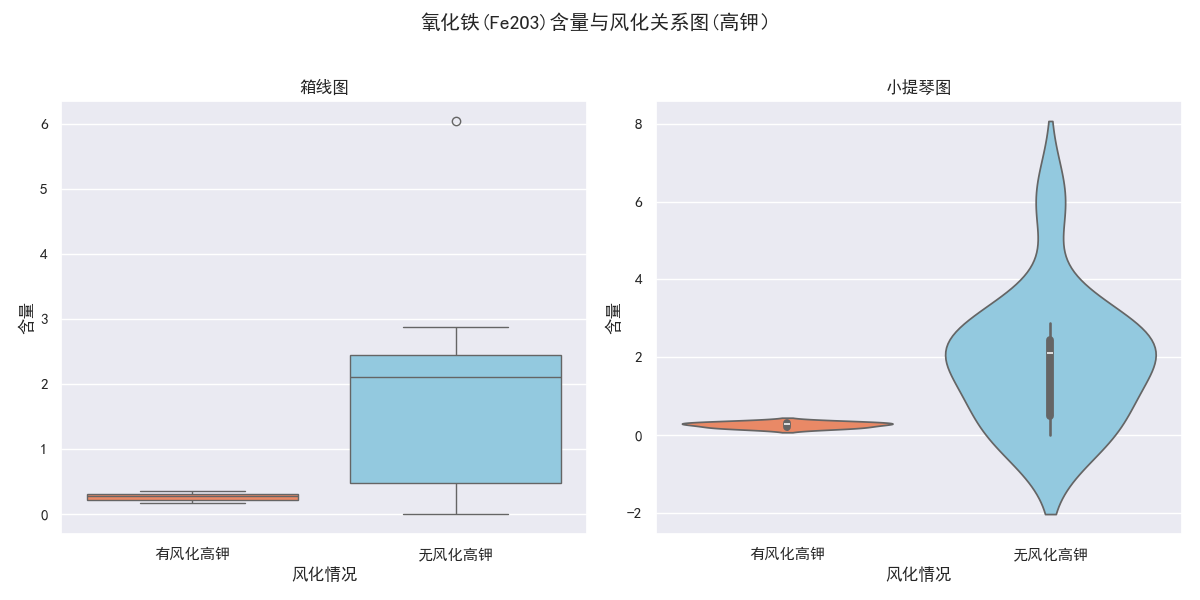 氧化铁(Fe2O3)含量与风化关系图(高钾)
箱线图
6
5
4
3
2
1
0
含量
有风化高钾
无风化高钾
风化情况
小提琴图
8
6
4
2
0
−2
含量
有风化高钾
无风化高钾
风化情况